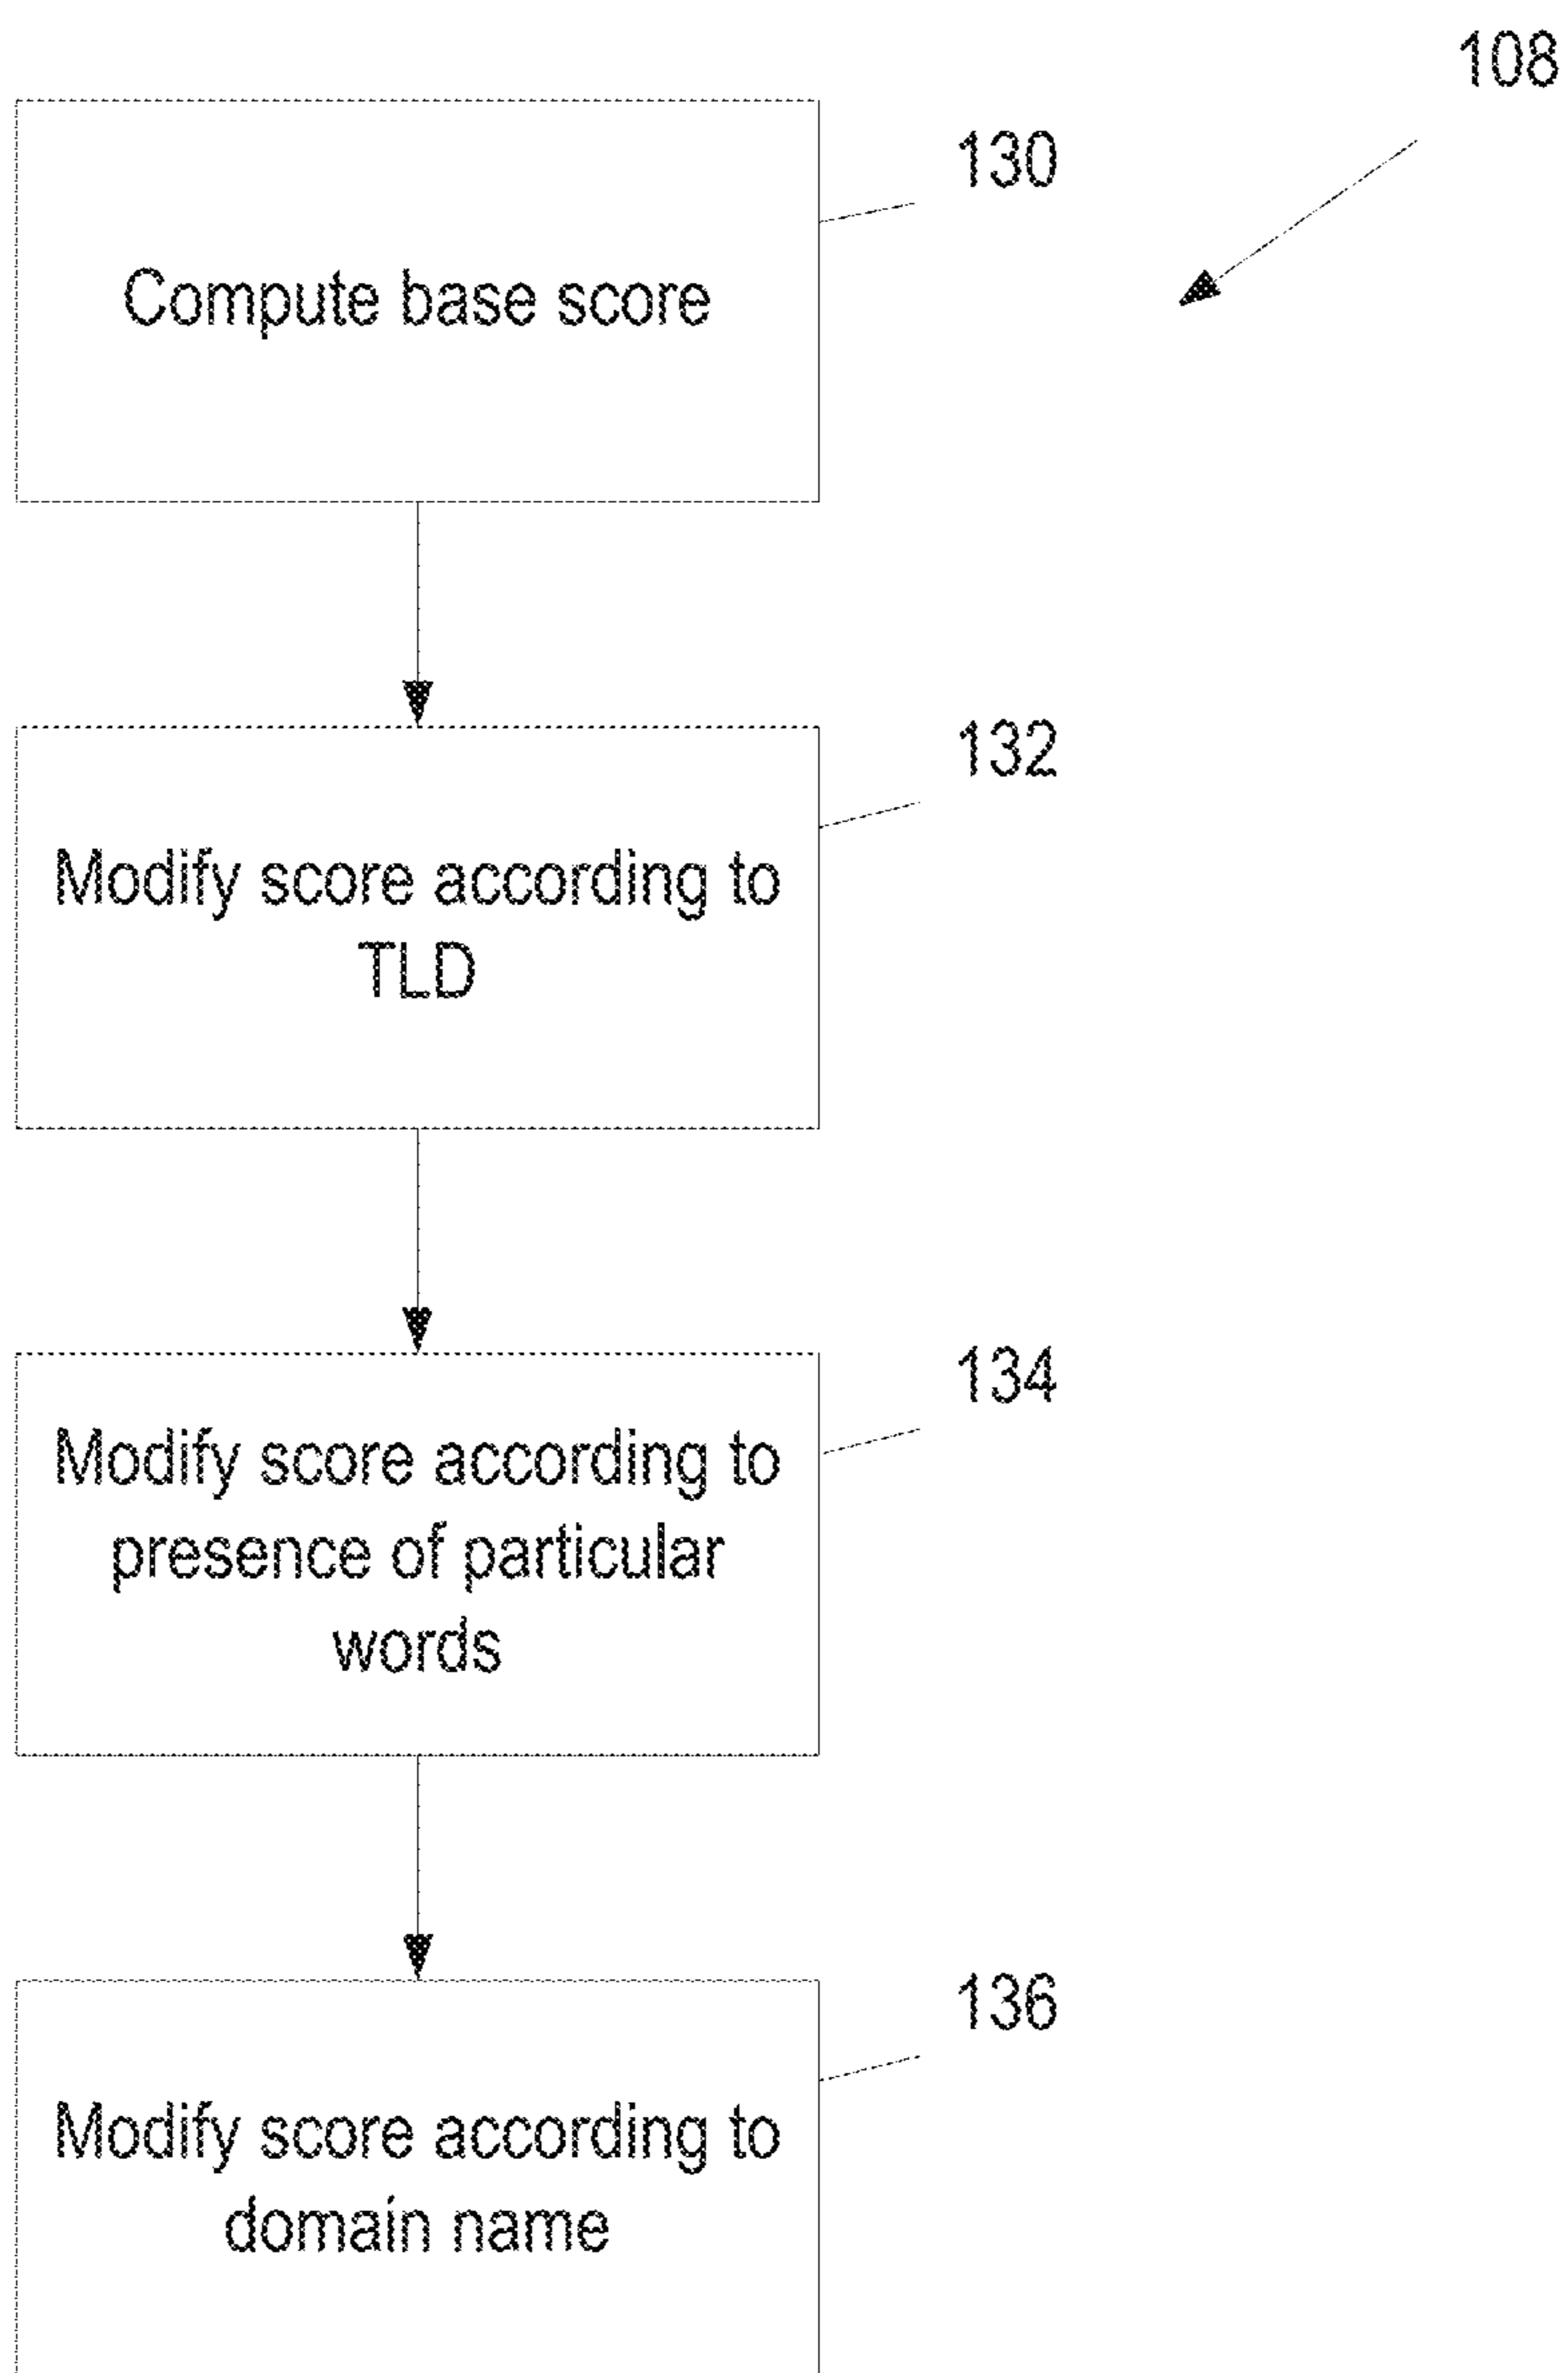 108
130
Compute base score
132
Modify score according to
TLD
134
Modify score according to
presence of particular
words
136
Modify score according to
domain name